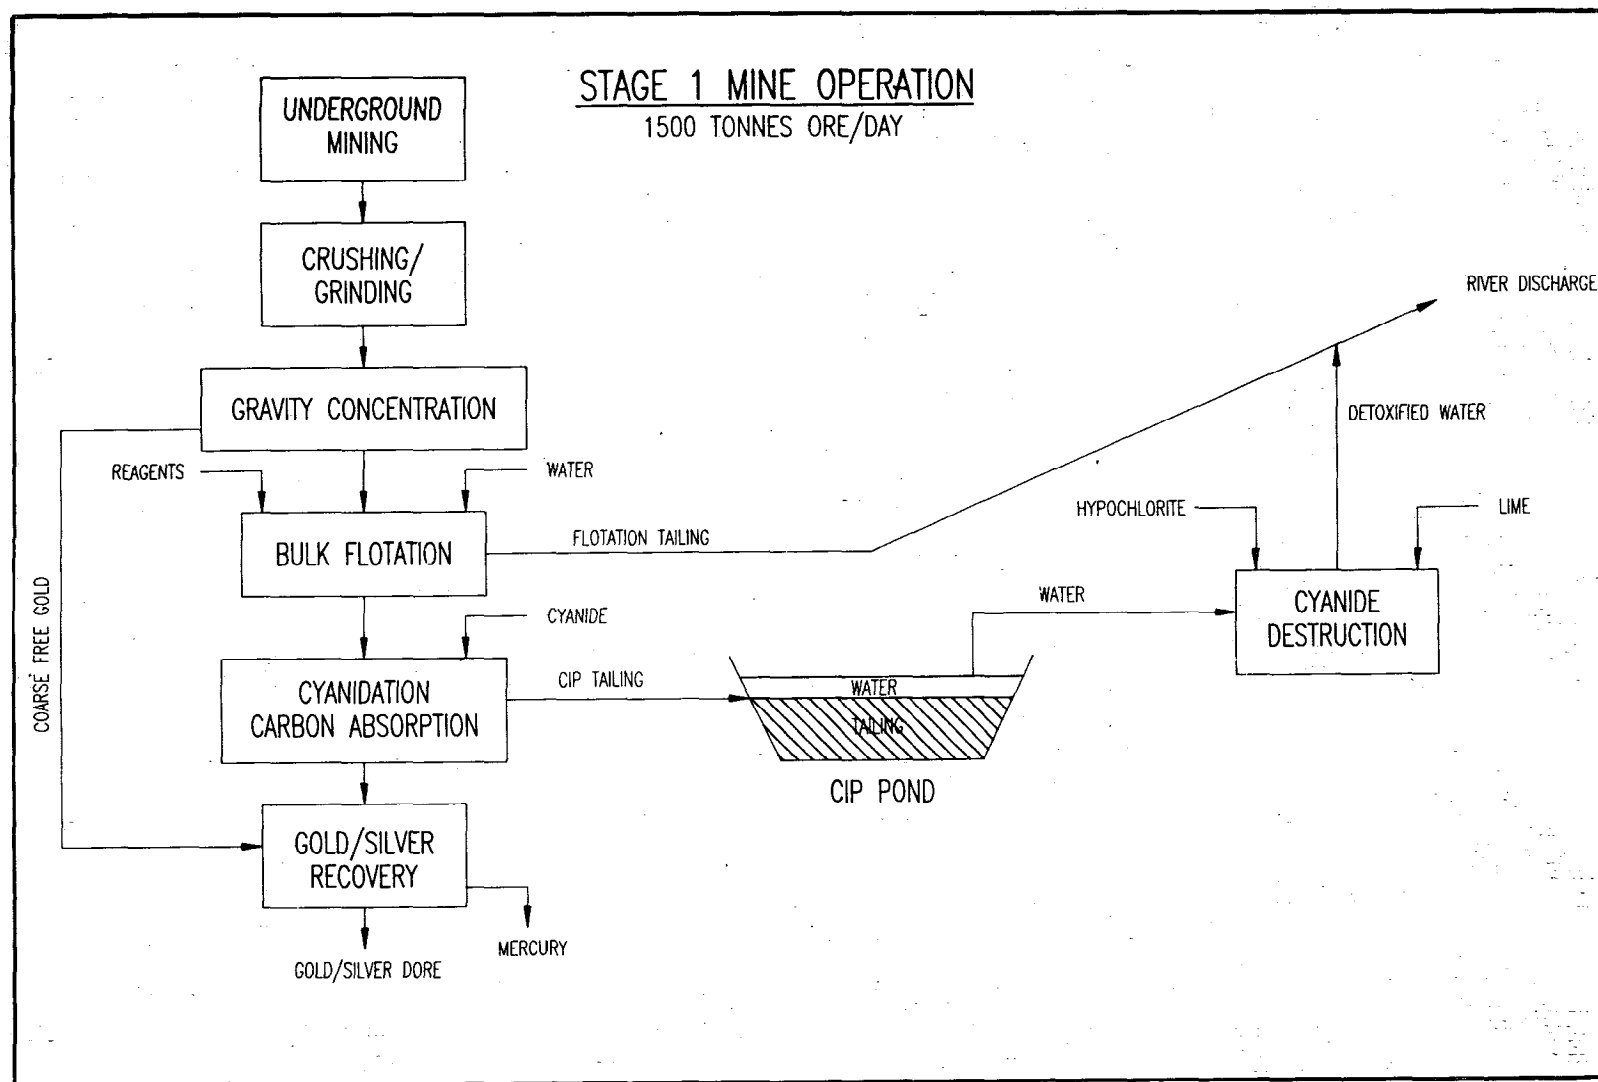 STAGE 1 MINE OPERATION
1500 TONNES ORE/DAY
UNDERGROUND
MINING
CRUSHING/
GRINDING
RIVER DISCHARGE
GRAVITY CONCENTRATION
DETOXIFIED WATER
REAGENTS
WATER
HYPOCHLORITE
LIME
BULK FLOTATION
FLOTATION TAILING
COARSE FREE GOLD
CYANIDE
WATER
CYANIDE
DESTRUCTION
CYANIDATION
CARBON ABSORPTION
CIP TAILING
WATER
TAILING
CIP POND
GOLD/SILVER
RECOVERY
MERCURY
GOLD/SILVER DORE